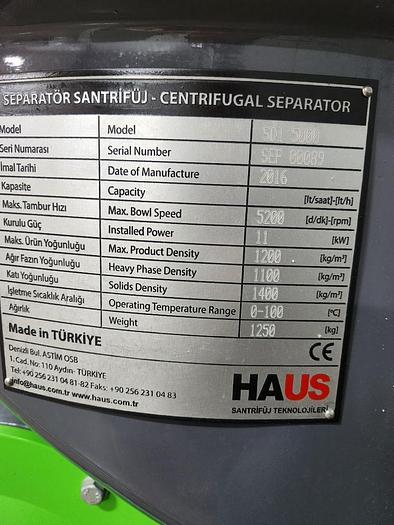 SEPARATÖR SANTRİFÜJ - CENTRIFUGAL SEPARATOR
Model Model
Seri Numarası Serial Number SEP 00089
İmal Tarihi Date of Manufacture 2016
Kapasite Capacity [lt/saat]-[lt/h]
Maks. Tambur Hızı Max. Bowl Speed 5200 [d/dk]-[rpm]
Kurulu Güç Installed Power 11 [kW]
Maks. Ürün Yoğunluğu Max. Product Density 1200 [kg/m³]
Ağır Fazın Yoğunluğu Heavy Phase Density 1100 [kg/m³]
Katı Yoğunluğu Solids Density 1400 [kg/m³]
İşletme Sıcaklık Aralığı Operating Temperature Range 0-100 [°C]
Ağırlık Weight 1250 [kg]
Made in TÜRKİYE
Denizli Bul. ASTİM OSB
1. Cad. No: 110 Aydın- TÜRKİYE
Tel: +90 256 231 04 81-82 Faks: +90 256 231 04 83
info@haus.com.tr www.haus.com.tr
CE
HAUS
SANTRİFÜJ TEKNOLOJİLERİ